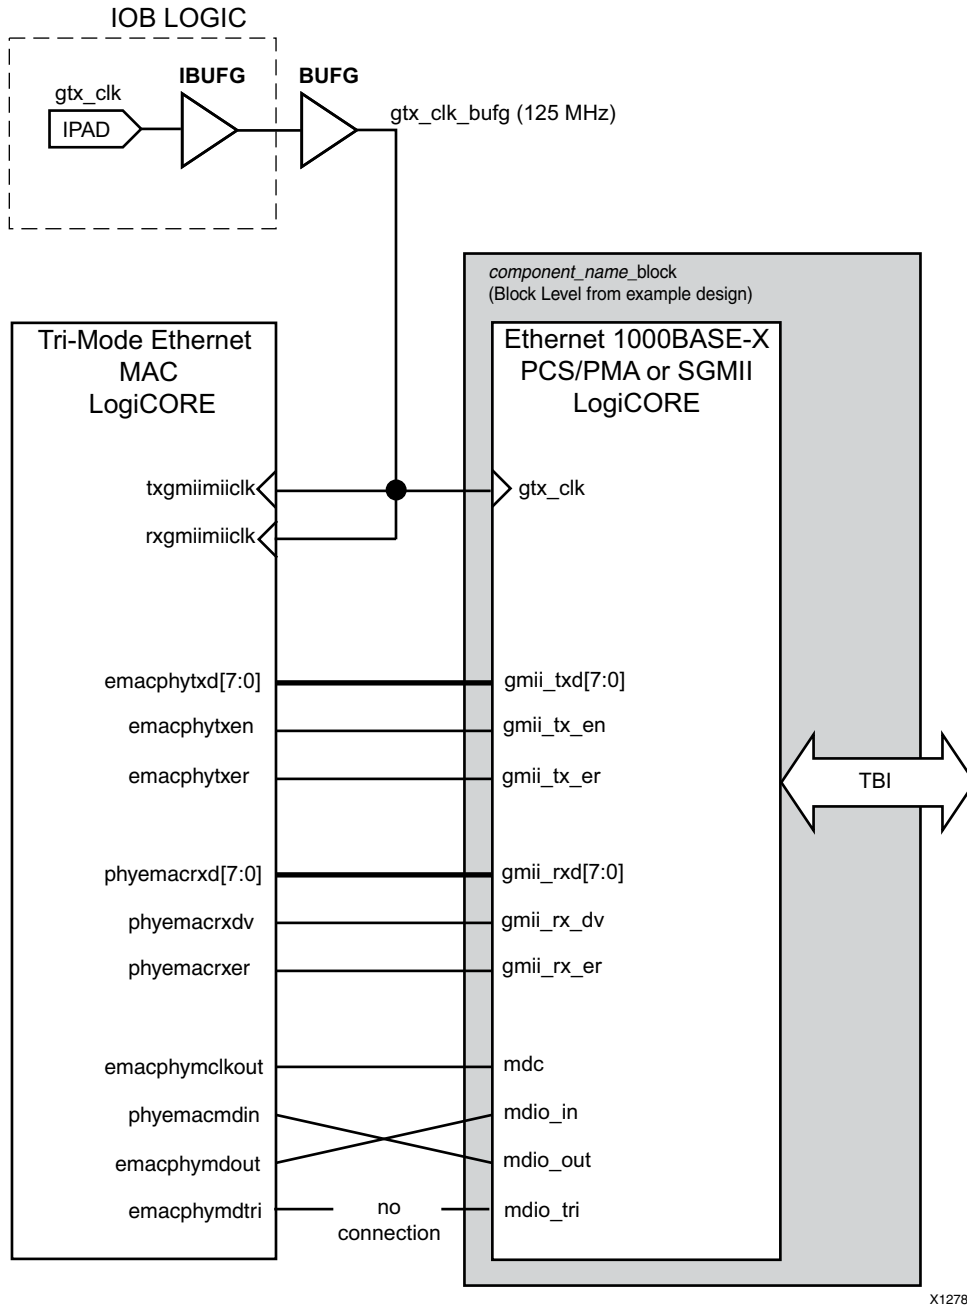 IOB LOGIC
IBUFG
BUFG
gtx_clk
gtx_clk_bufg (125 MHz)
IPAD
component_name_block
(Block Level from example design)
Tri-Mode Ethernet
MAC
LogiCORE
Ethernet 1000BASE-X
PCS/PMA or SGMII
LogiCORE
txgmiimiiclk
gtx_clk
rxgmiimiiclk
emacphytxd[7:0]
gmii_txd[7:0]
emacphytxen
gmii_tx_en
emacphytxer
gmii_tx_er
TBI
phyemacrxd[7:0]
gmii_rxd[7:0]
phyemacrxdv
gmii_rx_dv
phyemacrxer
gmii_rx_er
emacphymclkout
mdc
phyemacmdin
mdio_in
emacphymdout
mdio_out
emacphymdtri
no
connection
mdio_tri
X1278